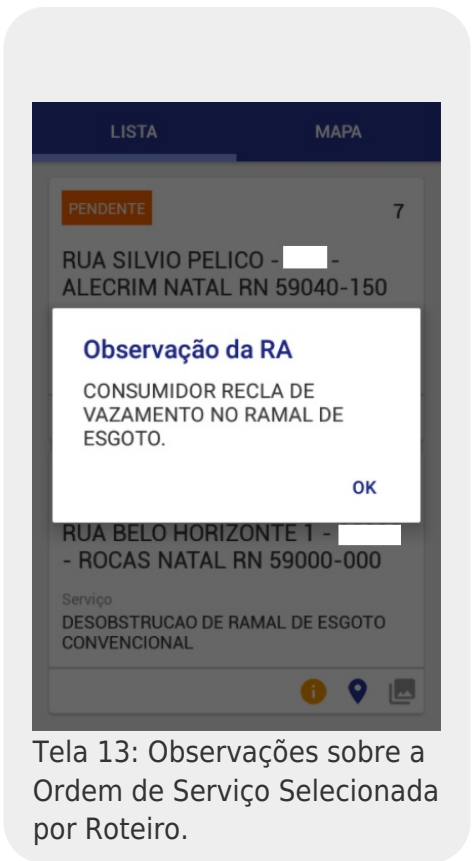 LISTA MAPA
PENDENTE 7
RUA SILVIO PELICO - -
ALECRIM NATAL RN 59040-150
Observação da RA
CONSUMIDOR RECLA DE
VAZAMENTO NO RAMAL DE
ESGOTO.
OK
RUA BELO HORIZONTE 1 -
- ROCAS NATAL RN 59000-000
Serviço
DESOBSTRUCAO DE RAMAL DE ESGOTO
CONVENCIONAL
Tela 13: Observações sobre a
Ordem de Serviço Selecionada
por Roteiro.